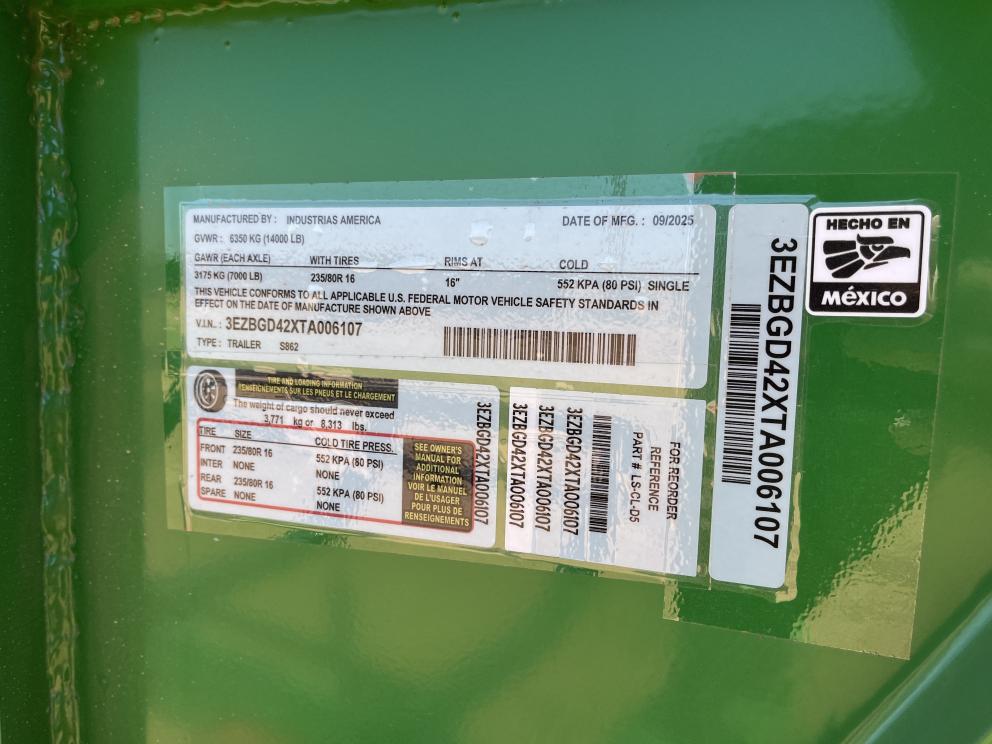 MANUFACTURED BY: INDUSTRIAS AMERICA DATE OF MFG. : 09/2025
GVWR : 6350 KG (14000 LB)
GAWR (EACH AXLE) WITH TIRES RIMS AT COLD
3175 KG (7000 LB) 235/80R 16 16" 552 KPA (80 PSI) SINGLE
THIS VEHICLE CONFORMS TO ALL APPLICABLE U.S. FEDERAL MOTOR VEHICLE SAFETY STANDARDS IN
EFFECT ON THE DATE OF MANUFACTURE SHOWN ABOVE
V.I.N.: 3EZBGD42XTA006107
TYPE : TRAILER S862
TIRE AND LOADING INFORMATION
RENSEIGNEMENTS SUR LES PNEUS ET LE CHARGEMENT
The weight of cargo should never exceed
3,771 kg or 8,313 lbs.
TIRE SIZE COLD TIRE PRESS.
FRONT 235/80R 16 552 KPA (80 PSI)
INTER NONE NONE
REAR 235/80R 16 552 KPA (80 PSI)
SPARE NONE NONE
SEE OWNER'S
MANUAL FOR
ADDITIONAL
INFORMATION
VOIR LE MANUEL
DE L'USAGER
POUR PLUS DE
RENSEIGNEMENTS
3EZBGD42XTA006107
3EZBGD42XTA006107
3EZBGD42XTA006107
3EZBGD42XTA006107
FOR REORDER
REFERENCE
PART# LS-CL-D5
3EZBGD42XTA006107
HECHO EN
MéXICO